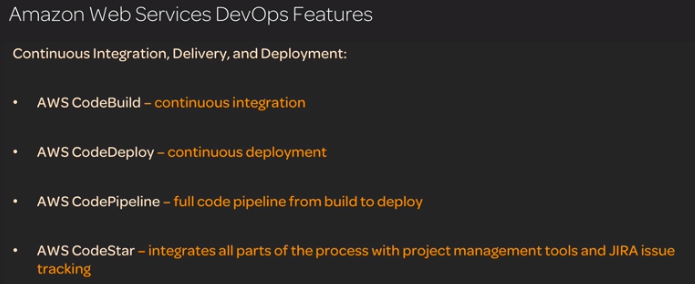 Amazon Web Services DevOps Features
Continuous Integration, Delivery, and Deployment:
• AWS CodeBuild – continuous integration
• AWS CodeDeploy – continuous deployment
• AWS CodePipeline – full code pipeline from build to deploy
• AWS CodeStar – integrates all parts of the process with project management tools and JIRA issue
tracking